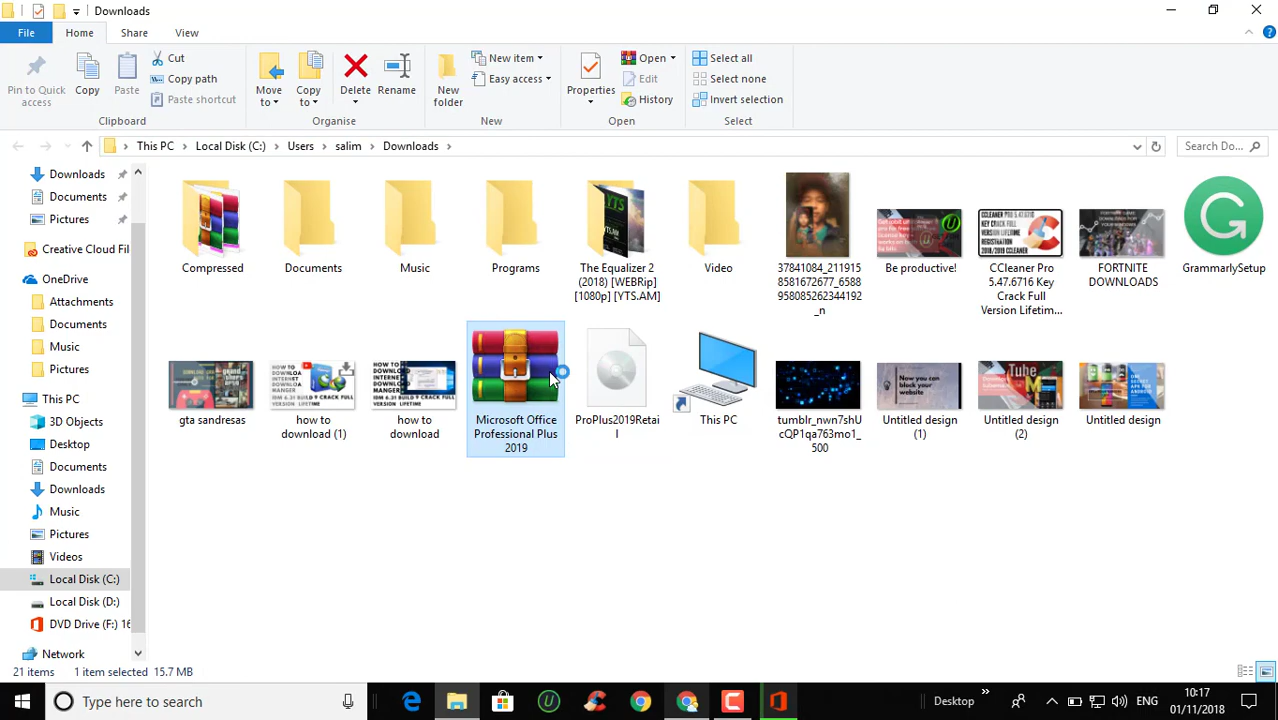 Downloads
File
Home
Share
View
Pin to Quick access
Copy
Paste
Cut
Copy path
Paste shortcut
Clipboard
Move to
Copy to
Delete
Rename
Organise
New folder
New item
Easy access
New
Properties
Open
Edit
History
Open
Select all
Select none
Invert selection
Select
This PC
Local Disk (C:)
Users
salim
Downloads
Search Do...
Downloads
Documents
Pictures
Creative Cloud Fil
OneDrive
Attachments
Documents
Music
Pictures
This PC
3D Objects
Desktop
Documents
Downloads
Music
Pictures
Videos
Local Disk (C:)
Local Disk (D:)
DVD Drive (F:) 16
Network
Compressed
Documents
Music
Programs
The Equalizer 2
(2018) [WEBRip]
[1080p] [YTS.AM]
Video
37841084_211915
8581672677_6588
958085262344192
_n
Be productive!
CCleaner Pro
5.47.6716 Key
Crack Full
Version Lifetim...
FORTNITE
DOWNLOADS
GrammarlySetup
gta sandresas
how to
download (1)
how to
download
Microsoft Office
Professional Plus
2019
ProPlus2019Retai
l
This PC
tumblr_nwn7shU
cQP1qa763mo1_
500
Untitled design
(1)
Untitled design
(2)
Untitled design
21 items
1 item selected
15.7 MB
Type here to search
Desktop
ENG
10:17
01/11/2018